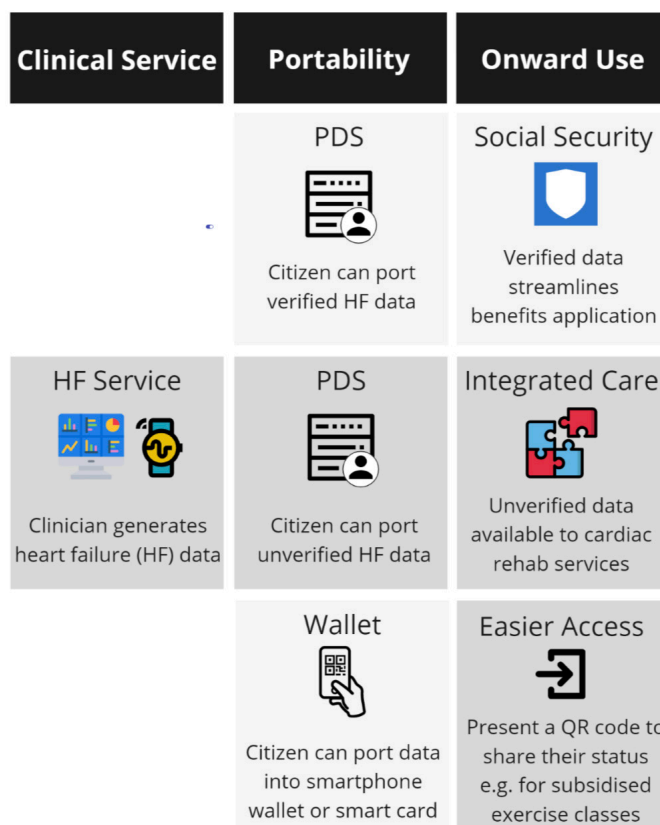 Clinical Service
Portability
Onward Use
PDS
Citizen can port
verified HF data
Social Security
Verified data
streamlines
benefits application
HF Service
Clinician generates
heart failure (HF) data
PDS
Citizen can port
unverified HF data
Integrated Care
Unverified data
available to cardiac
rehab services
Wallet
Citizen can port data
into smartphone
wallet or smart card
Easier Access
Present a QR code to
share their status
e.g. for subsidised
exercise classes